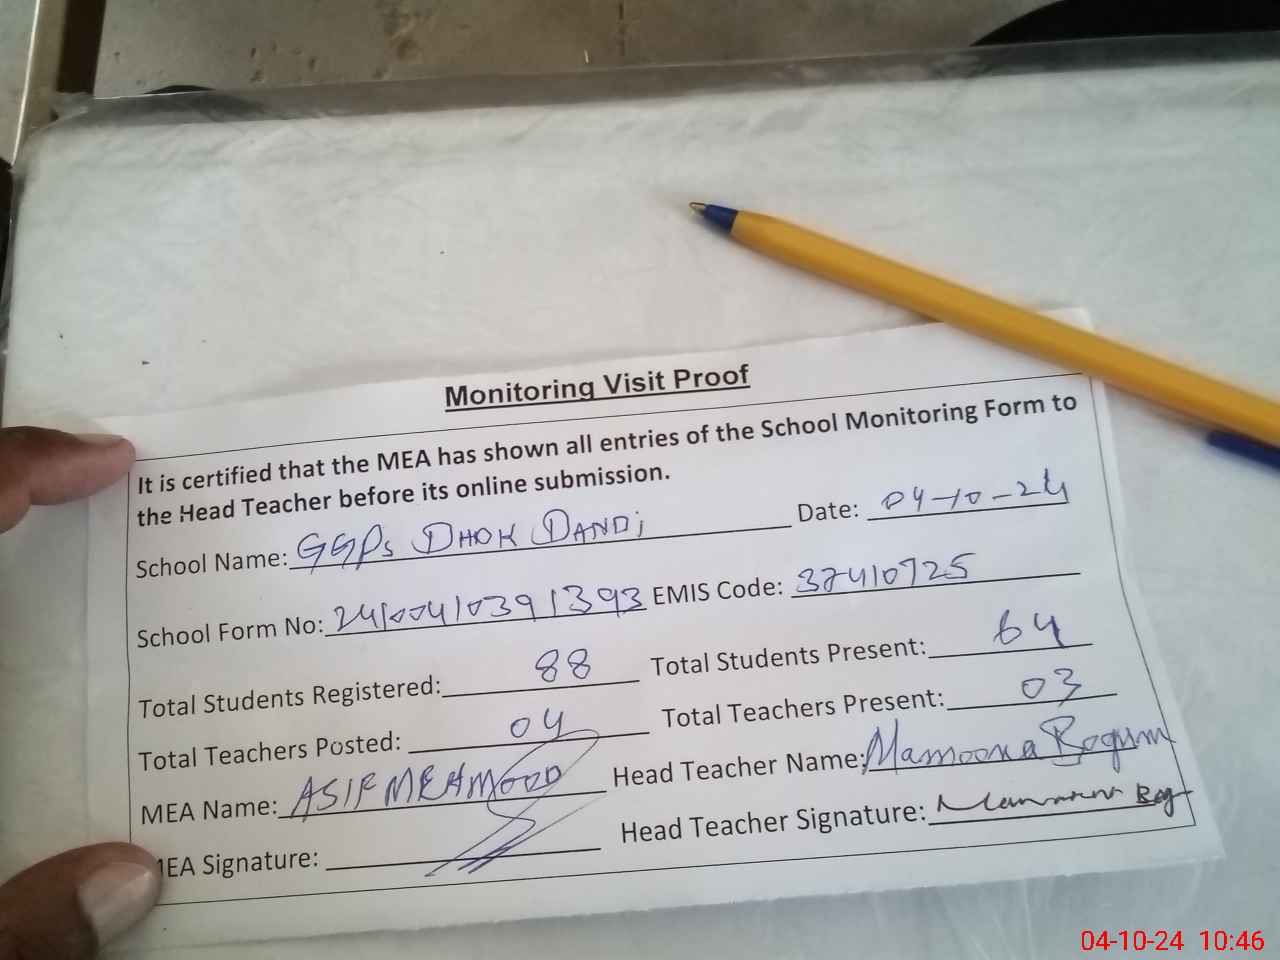 Monitoring Visit Proof
It is certified that the MEA has shown all entries of the School Monitoring Form to
the Head Teacher before its online submission.
School Name: GGPS DHOK DANDi Date: 04-10-24
School Form No: 24100410391393 EMIS Code: 37410725
Total Students Registered: 88 Total Students Present: 64
Total Teachers Posted: 04 Total Teachers Present: 03
MEA Name: ASIF MEHMOOD Head Teacher Name: Mamoona Begum
MEA Signature: Head Teacher Signature:
04-10-24 10:46